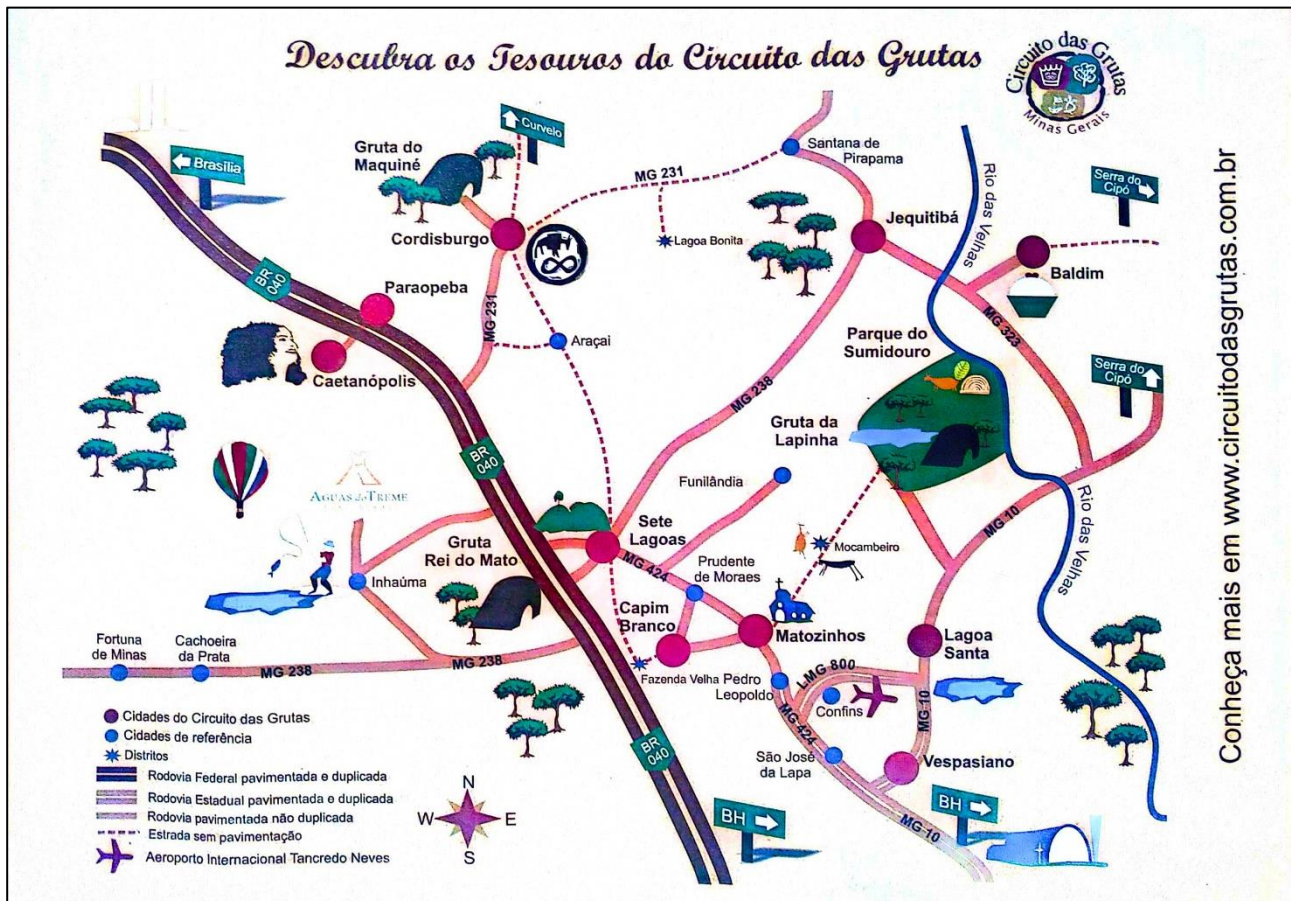 Descubra os Tesouros do Circuito das Grutas
Circuito das Grutas
Minas Gerais
Brasília
Curvelo
Gruta do
Maquiné
Santana de
Pirapama
MG 231
Lagoa Bonita
Cordisburgo
Jequitibá
Rio das Velhas
Serra do
Cipó
Baldim
BR
040
Paraopeba
MG 231
Araçai
Caetanópolis
Parque do
Sumidouro
MG 323
Serra do
Cipó
MG 238
Gruta da
Lapinha
BR
040
Funilândia
Sete
Lagoas
Gruta
Rei do Mato
MG 424
Prudente
de Moraes
Mocambeiro
MG 10
Rio das Velhas
Inhaúma
Capim
Branco
Matozinhos
Lagoa
Santa
Fortuna
de Minas
Cachoeira
da Prata
MG 238
MG 238
Fazenda Velha
Pedro
Leopoldo
LMG 800
Confins
MG 10
MG 424
São José
da Lapa
Vespasiano
BR
040
BH
BH
MG 10
Cidades do Circuito das Grutas
Cidades de referência
Distritos
Rodovia Federal pavimentada e duplicada
Rodovia Estadual pavimentada e duplicada
Rodovia pavimentada não duplicada
Estrada sem pavimentação
Aeroporto Internacional Tancredo Neves
N
W
E
S
Conheça mais em www.circuitodasgrutas.com.br